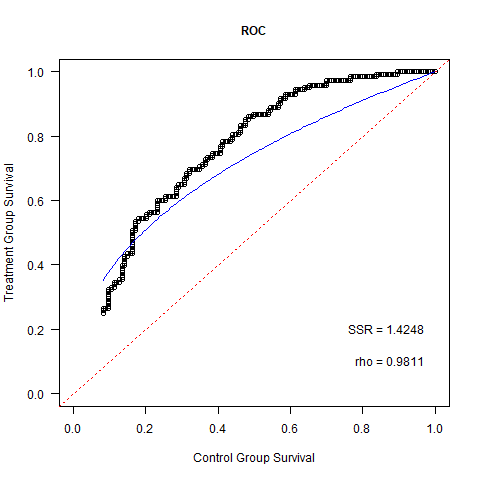 ROC
Treatment Group Survival
1.0
0.8
0.6
0.4
0.2
0.0
SSR = 1.4248
rho = 0.9811
0.0 0.2 0.4 0.6 0.8 1.0
Control Group Survival